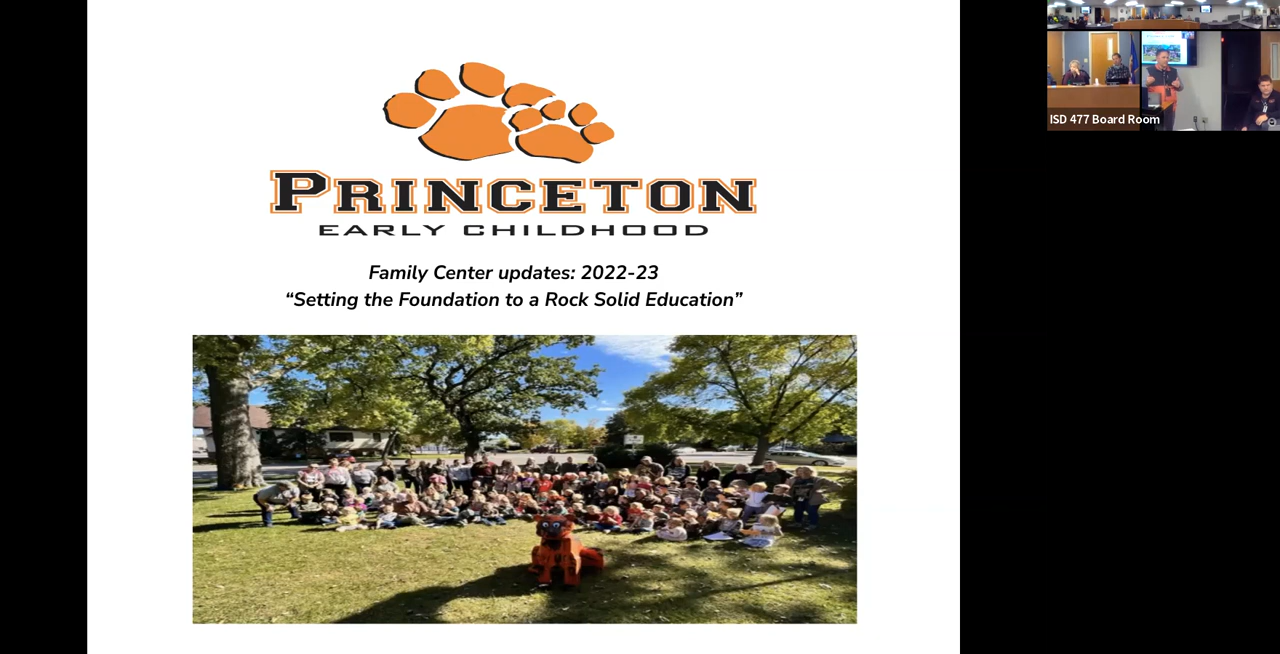 PRINCETON
EARLY CHILDHOOD
Family Center updates: 2022-23
“Setting the Foundation to a Rock Solid Education”
ISD 477 Board Room